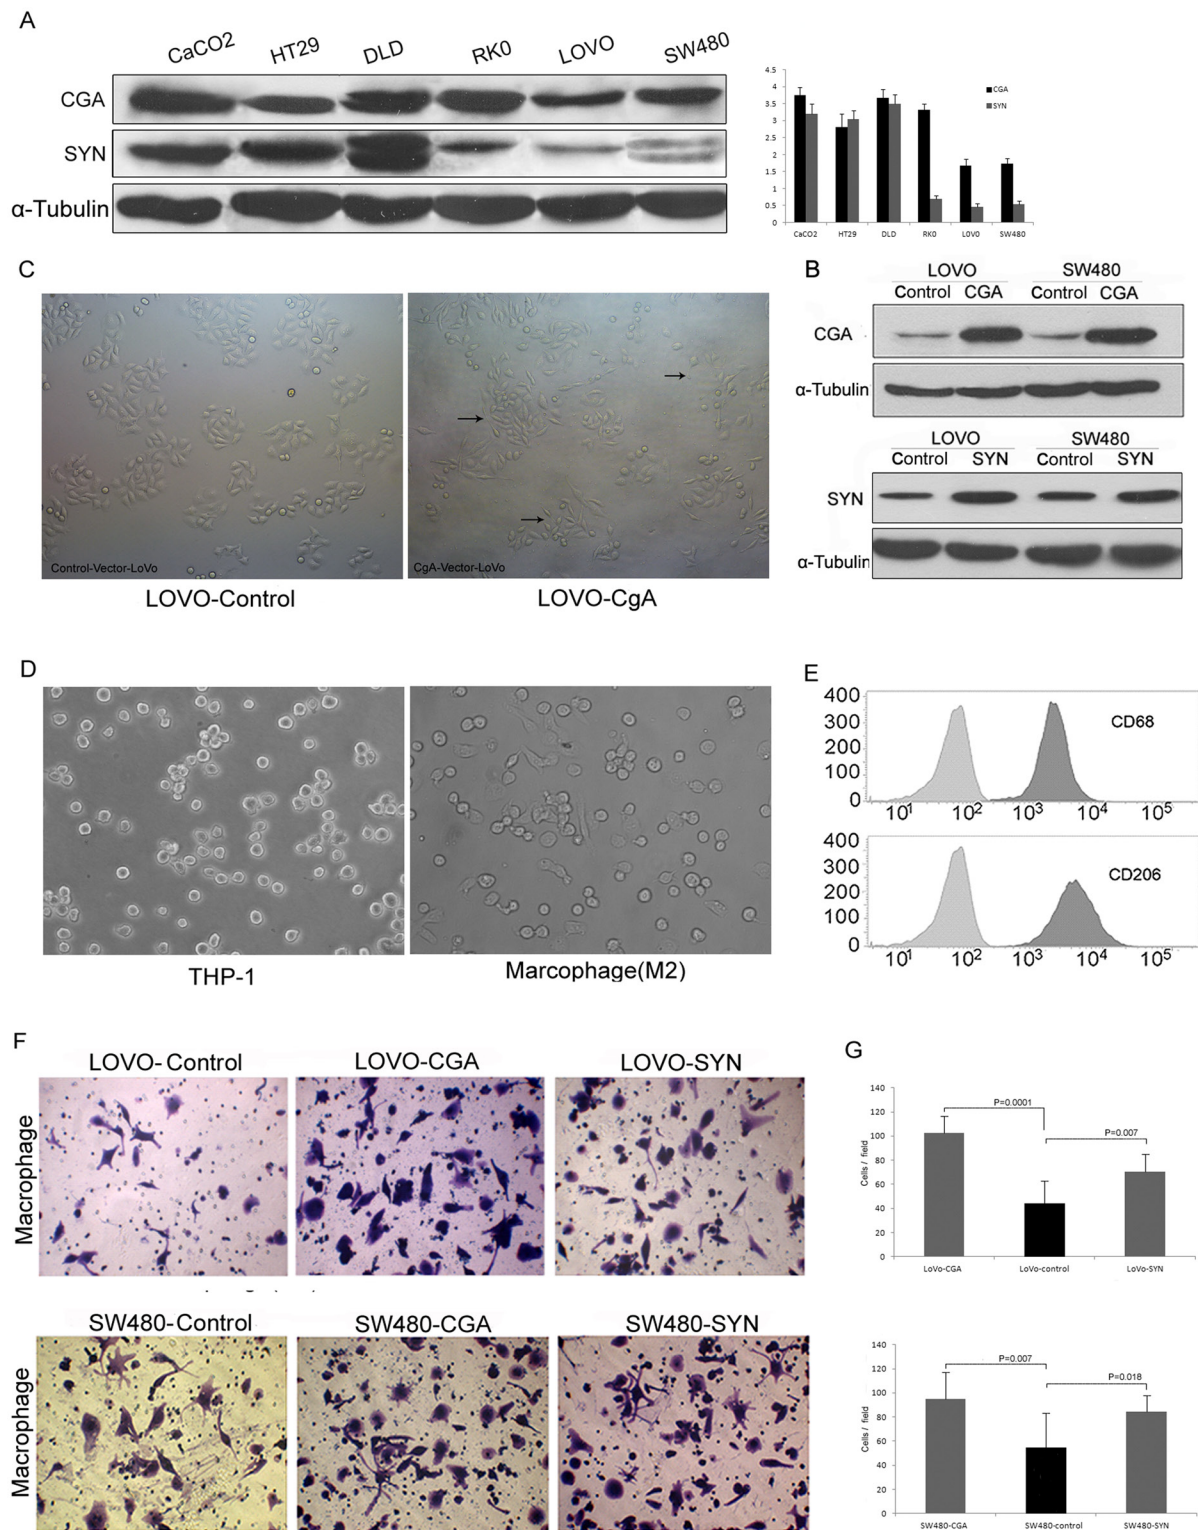 A
CaCO2 HT29 DLD RK0 LOVO SW480
CGA
SYN
α-Tubulin
4.5
4
3.5
3
2.5
2
1.5
1
0.5
0
CGA
SYN
CaCO2 HT29 DLD RK0 L0V0 SW480
C
Control-Vector-LoVo
CgA-Vector-LoVo
LOVO-Control
LOVO-CgA
B
LOVO SW480
Control CGA Control CGA
CGA
α-Tubulin
LOVO SW480
Control SYN Control SYN
SYN
α-Tubulin
D
THP-1
Marcophage(M2)
E
400
300
200
100
0
CD68
10¹ 10² 10³ 10⁴ 10⁵
400
300
200
100
0
CD206
10¹ 10² 10³ 10⁴ 10⁵
F
LOVO-Control LOVO-CGA LOVO-SYN
Macrophage
SW480-Control SW480-CGA SW480-SYN
Macrophage
G
140
120
100
80
60
40
20
0
Cells / field
P=0.0001
P=0.007
LoVo-CGA LoVo-control LoVo-SYN
140
120
100
80
60
40
20
0
Cells / field
P=0.007
P=0.018
SW480-CGA SW480-control SW480-SYN